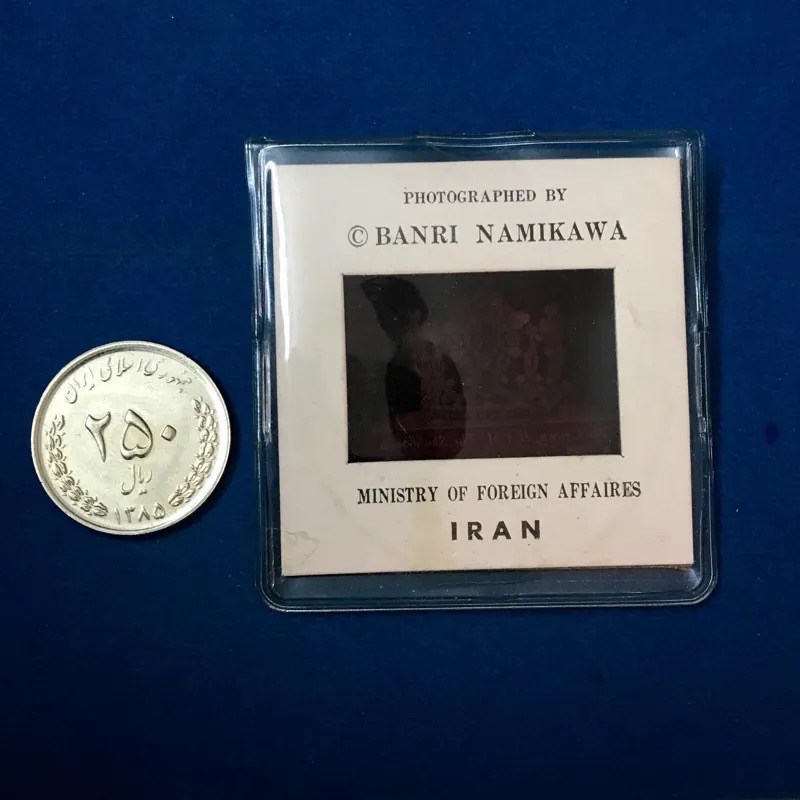 جمهوری اسلامی ایران
۲۵۰
ریال
۱۳۸۵
PHOTOGRAPHED BY
© BANRI NAMIKAWA
MINISTRY OF FOREIGN AFFAIRES
IRAN